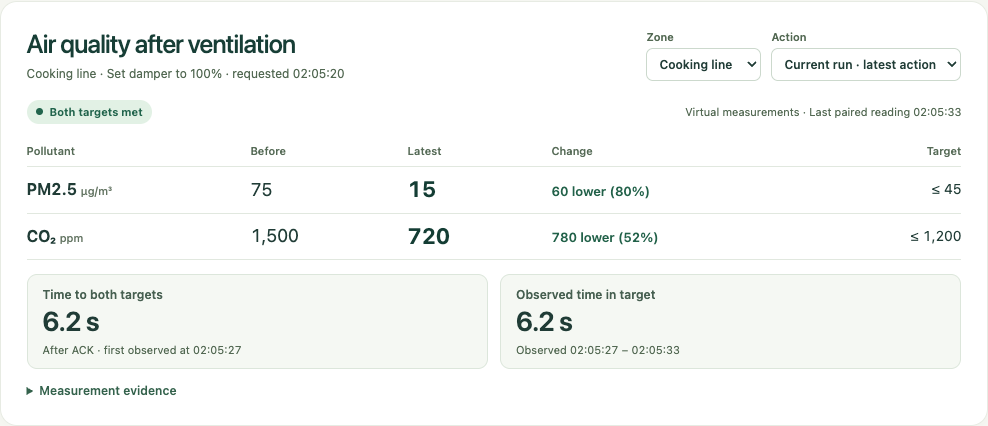 Air quality after ventilation
Cooking line · Set damper to 100% · requested 02:05:20
Zone
Cooking line
Action
Current run · latest action
Both targets met
Virtual measurements · Last paired reading 02:05:33
Pollutant Before Latest Change Target
PM2.5 µg/m³ 75 15 60 lower (80%) ≤ 45
CO₂ ppm 1,500 720 780 lower (52%) ≤ 1,200
Time to both targets
6.2 s
After ACK · first observed at 02:05:27
Observed time in target
6.2 s
Observed 02:05:27 – 02:05:33
Measurement evidence